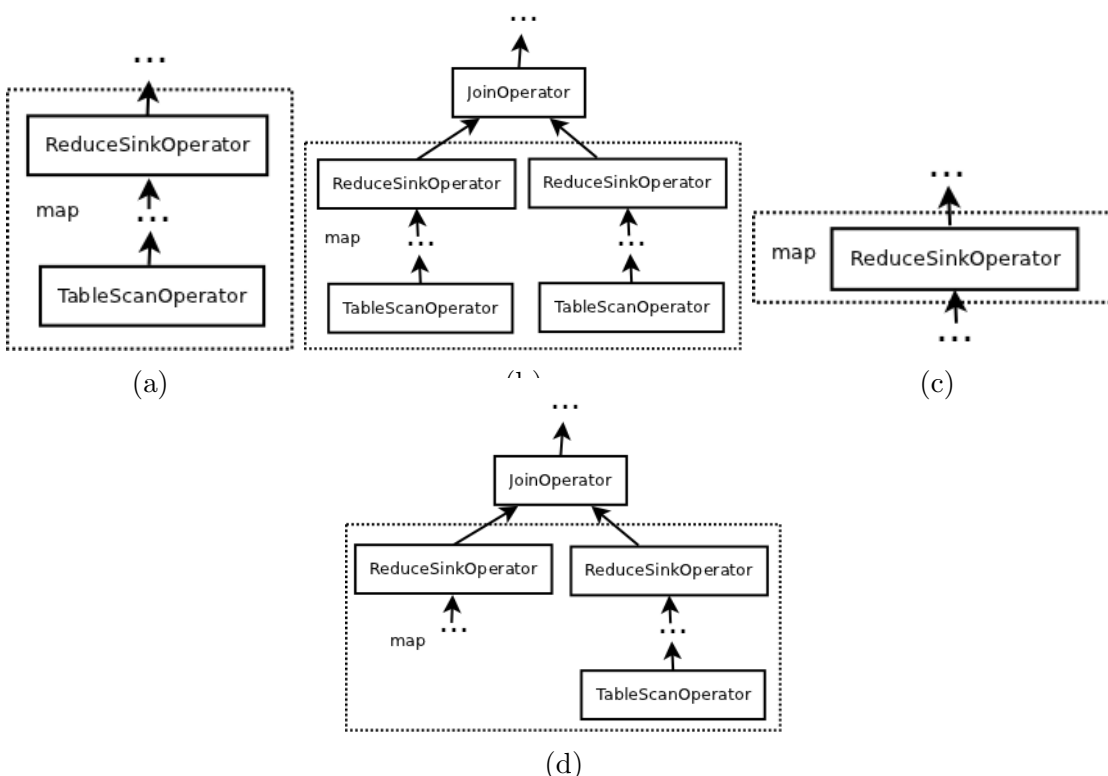 ...
ReduceSinkOperator
map
...
TableScanOperator
(a)
...
JoinOperator
ReduceSinkOperator ReduceSinkOperator
map
... ...
TableScanOperator TableScanOperator
...
map ReduceSinkOperator
...
(c)
...
JoinOperator
ReduceSinkOperator ReduceSinkOperator
map ... ...
TableScanOperator
(d)